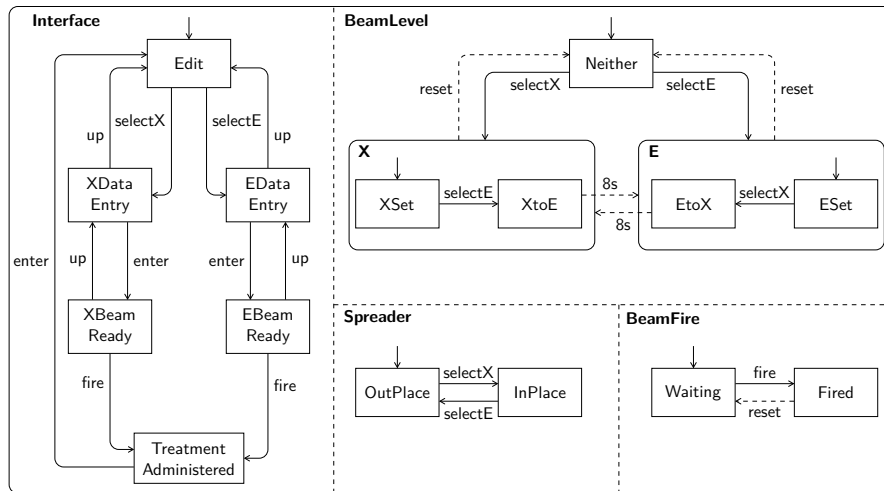 Interface
Edit
selectX
selectE
up
up
XData
Entry
EData
Entry
enter
up
enter
enter
up
XBeam
Ready
EBeam
Ready
fire
fire
Treatment
Administered
BeamLevel
Neither
reset
selectX
selectE
reset
X
XSet
selectE
XtoE
8s
8s
E
EtoX
selectX
ESet
Spreader
OutPlace
selectX
selectE
InPlace
BeamFire
Waiting
fire
reset
Fired